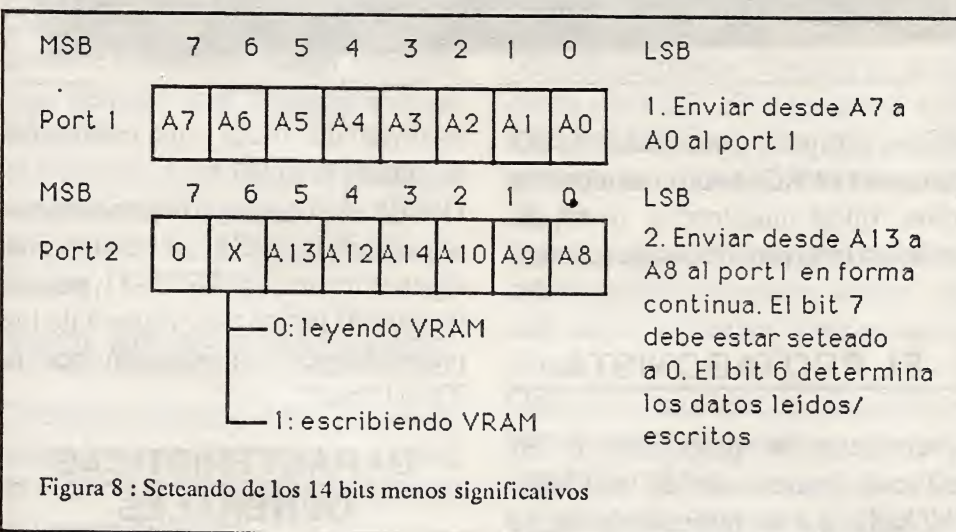 MSB 7 6 5 4 3 2 1 0 LSB
Port 1 A7 A6 A5 A4 A3 A2 A1 A0
1. Enviar desde A7 a
A0 al port 1
MSB 7 6 5 4 3 2 1 0 LSB
Port 2 0 X A13 A12 A14 A10 A9 A8
2. Enviar desde A13 a
A8 al port1 en forma
continua. El bit 7
debe estar seteado
a 0. El bit 6 determina
los datos leídos/
escritos
0: leyendo VRAM
1: escribiendo VRAM
Figura 8 : Seteando de los 14 bits menos significativos